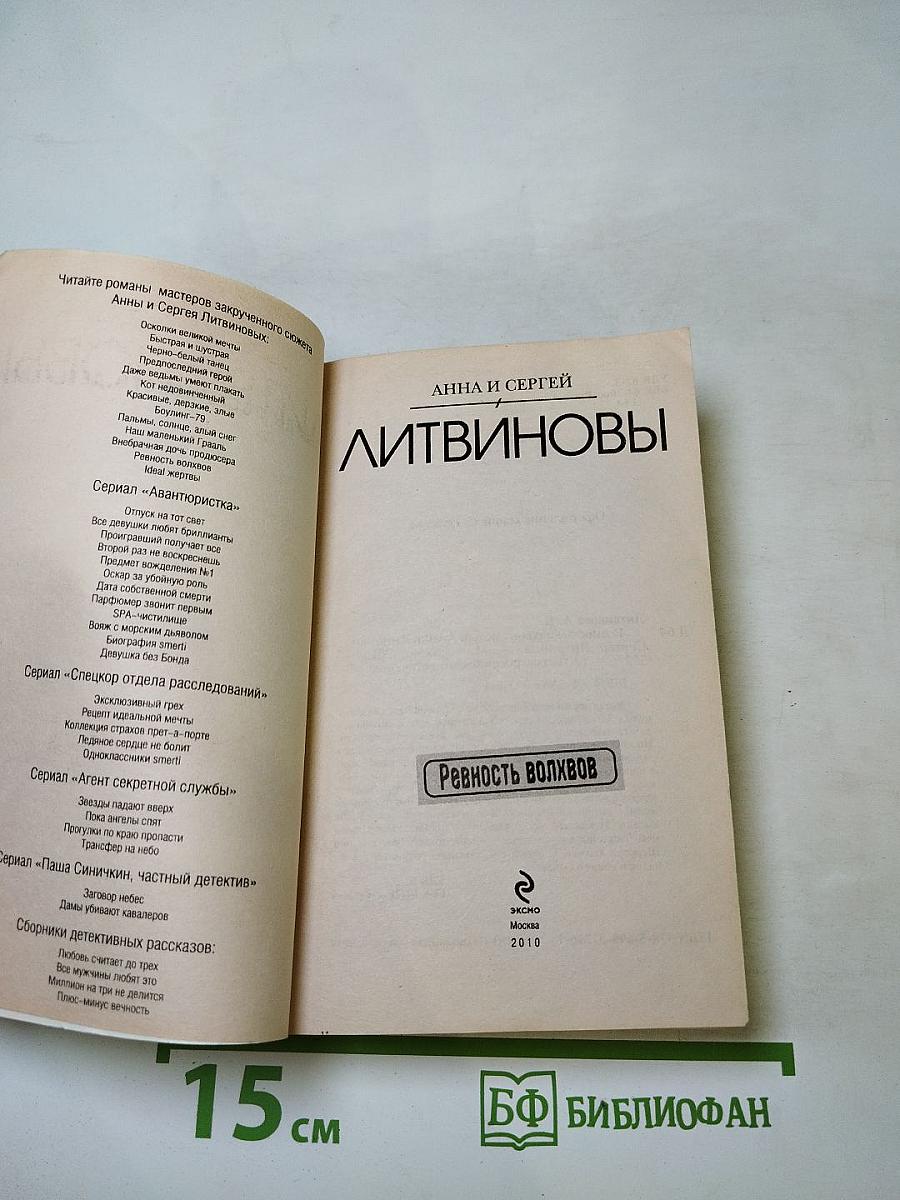 Читайте романы мастеров закрученного сюжета
Анны и Сергея Литвиновых:
Осколки великой мечты
Быстрая и шустрая
Черно-белый танец
Предпоследний герой
Даже ведьмы умеют плакать
Кот недовинченный
Красивые, дерзкие, злые
Боулинг-79
Пальмы, солнце, алый снег
Наш маленький Грааль
Внебрачная дочь продюсера
Ревность волхвов
Ideal жертвы
Сериал «Авантюристка»
Отпуск на тот свет
Все девушки любят бриллианты
Проигравший получает все
Второй раз не воскреснешь
Предмет вожделения №1
Оскар за убойную роль
Дата собственной смерти
Парфюмер звонит первым
SPA-чистилище
Вояж с морским дьяволом
Биография smerti
Девушка без Бонда
Сериал «Спецкор отдела расследований»
Эксклюзивный грех
Рецепт идеальной мечты
Коллекция страхов прет-а-порте
Ледяное сердце не болит
Одноклассники smerti
Сериал «Агент секретной службы»
Звезды падают вверх
Пока ангелы спят
Прогулки по краю пропасти
Трансфер на небо
Сериал «Паша Синичкин, частный детектив»
Заговор небес
Дамы убивают кавалеров
Сборники детективных рассказов:
Любовь считает до трех
Все мужчины любят это
Миллион на три не делится
Плюс-минус вечность
АННА И СЕРГЕЙ
ЛИТВИНОВЫ
Ревность волхвов
ЭКСМО
Москва
2010
15 см
БФ БИБЛИОФАН